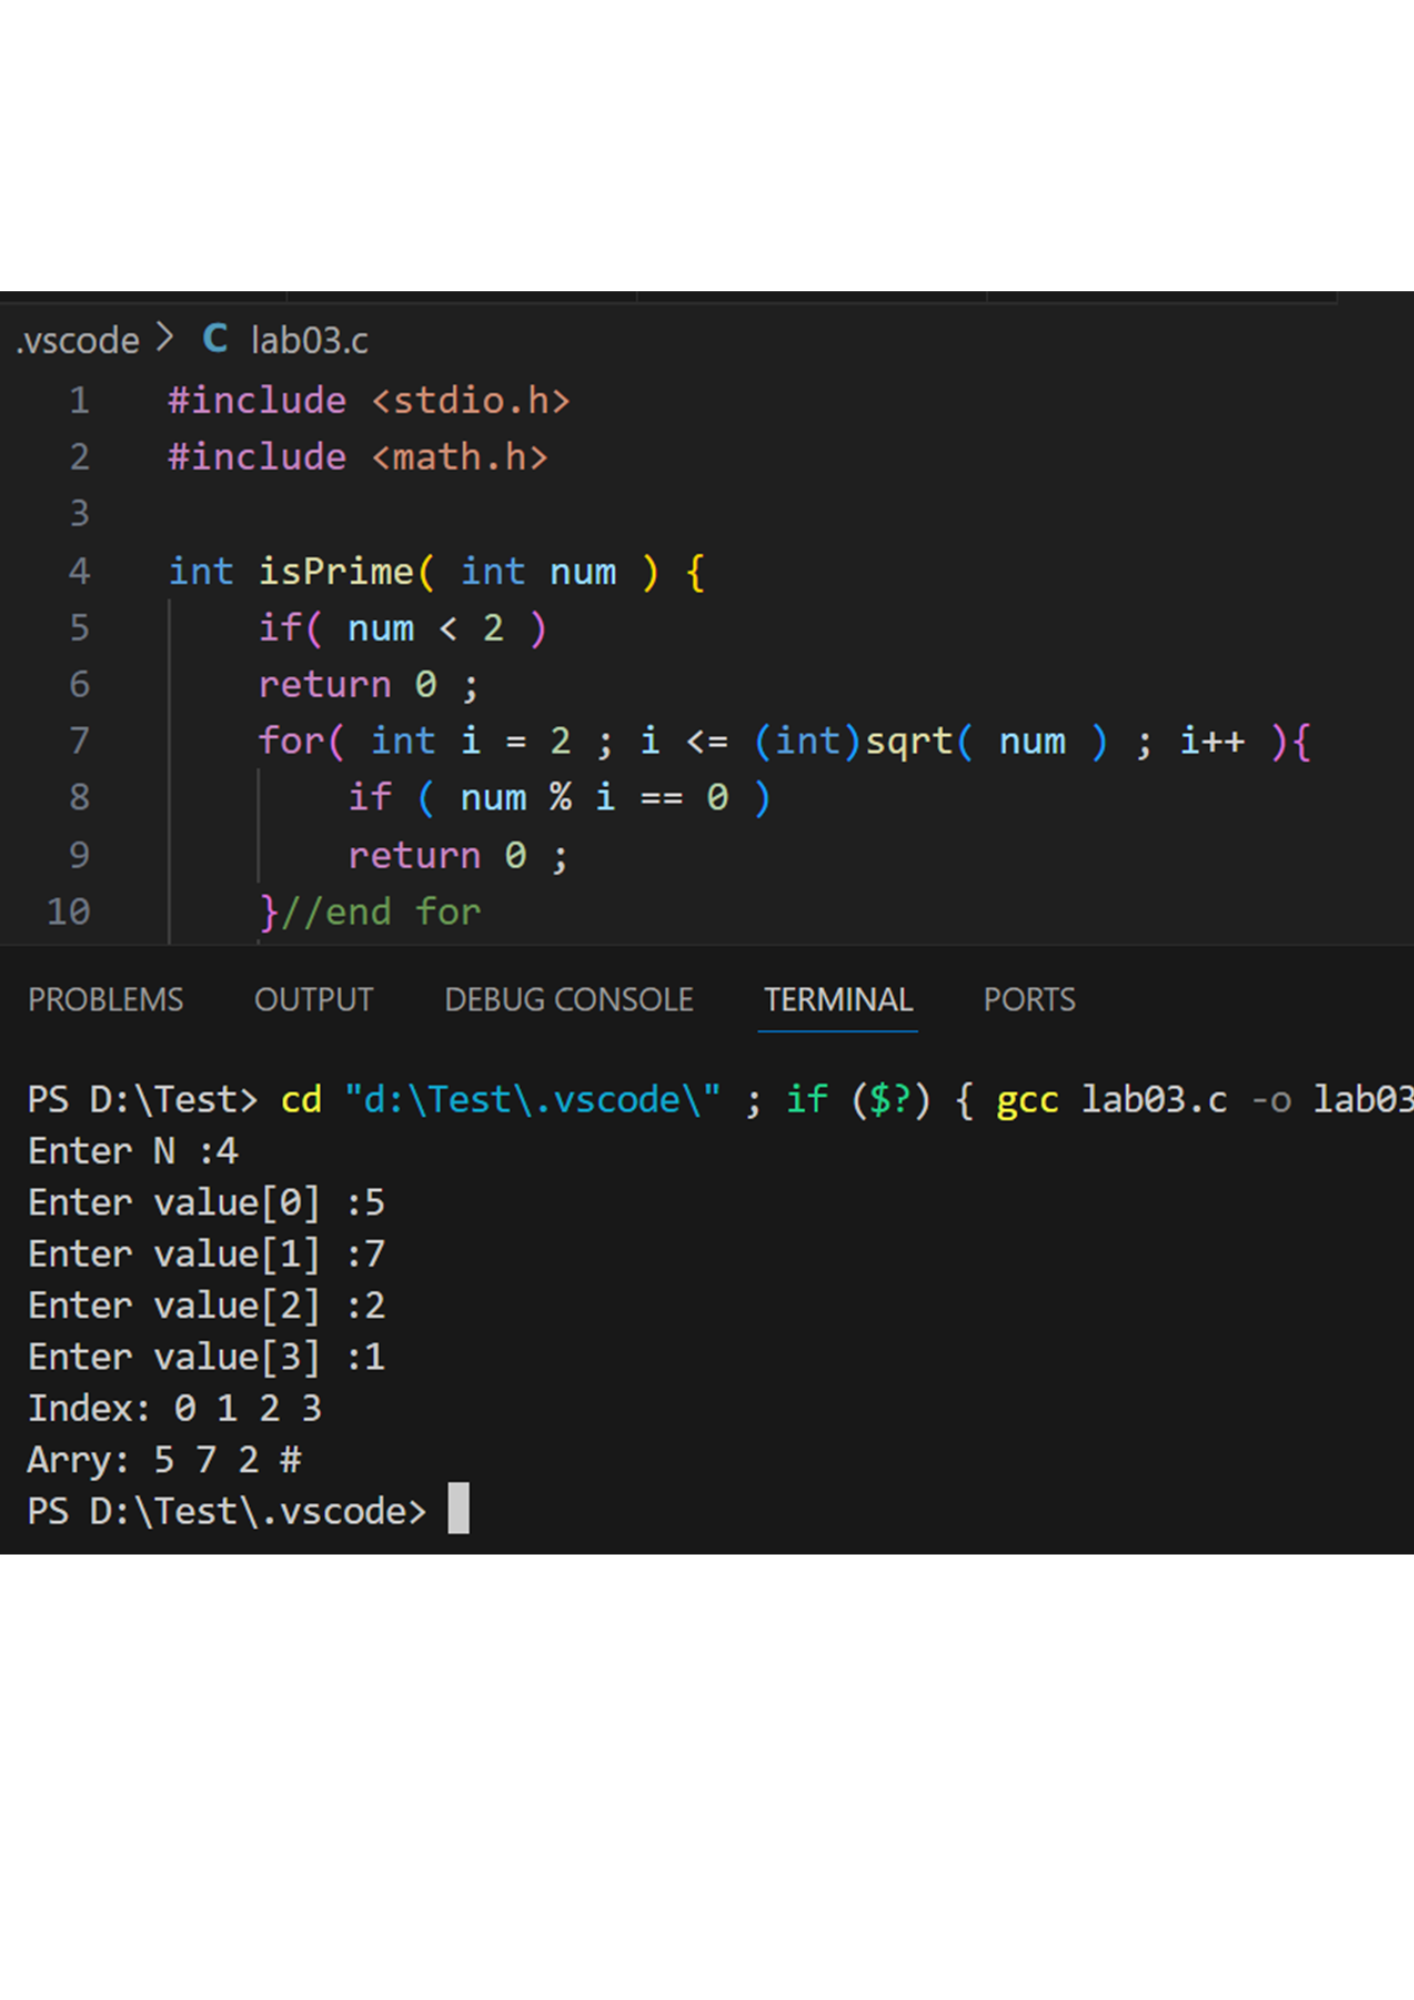 .vscode > C lab03.c
1 #include <stdio.h>
2 #include <math.h>
3
4 int isPrime( int num ) {
5 if( num < 2 )
6 return 0 ;
7 for( int i = 2 ; i <= (int)sqrt( num ) ; i++ ){
8 if ( num % i == 0 )
9 return 0 ;
10 }//end for
PROBLEMS OUTPUT DEBUG CONSOLE TERMINAL PORTS
PS D:\Test> cd "d:\Test\.vscode\" ; if ($?) { gcc lab03.c -o lab03
Enter N :4
Enter value[0] :5
Enter value[1] :7
Enter value[2] :2
Enter value[3] :1
Index: 0 1 2 3
Arry: 5 7 2 #
PS D:\Test\.vscode>